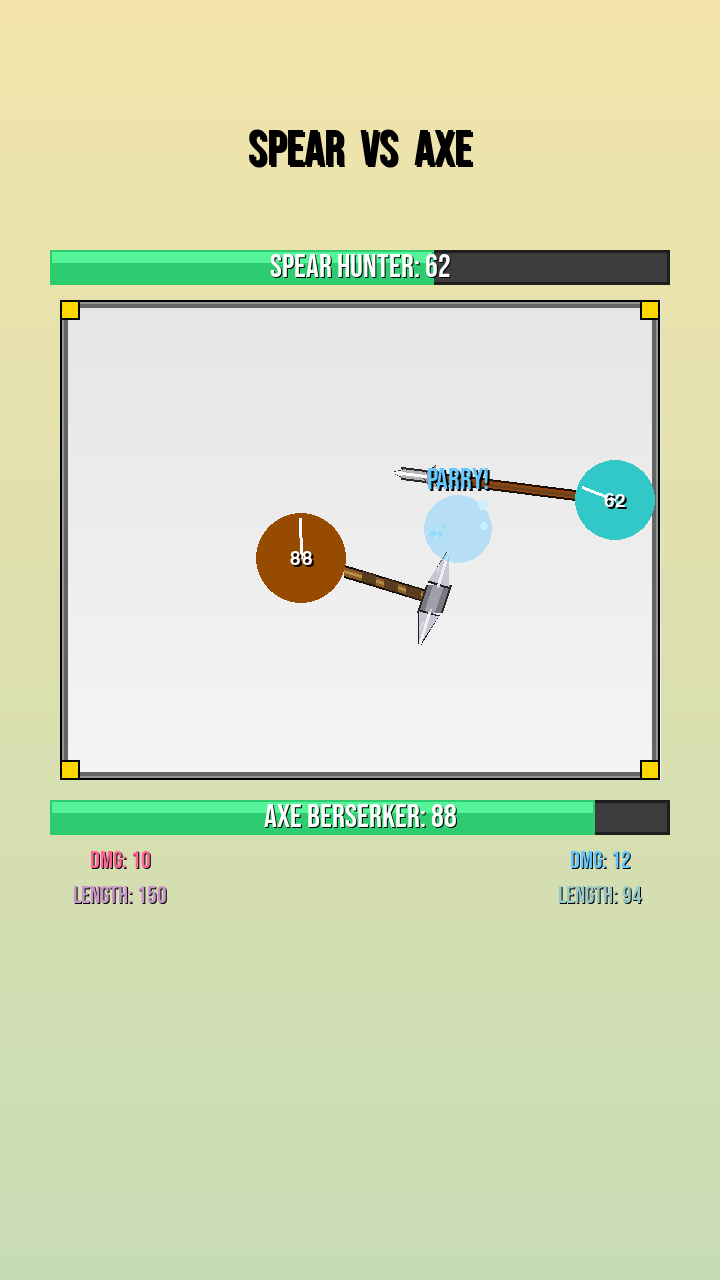 SPEAR VS AXE
SPEAR HUNTER: 62
PARRY!
62
88
AXE BERSERKER: 88
DMG: 10
DMG: 12
LENGTH: 150
LENGTH: 94